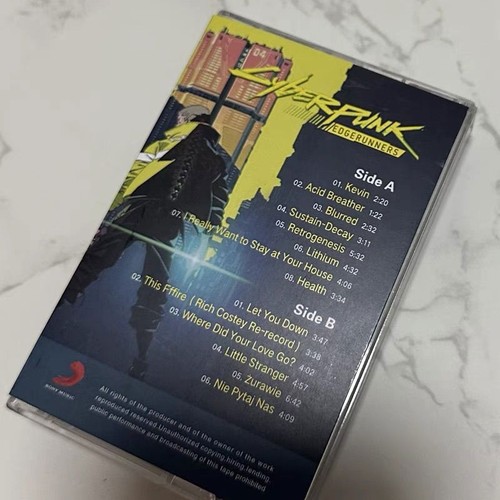 04
CYBERPUNK
EDGERUNNERS
Side A
01. Kevin 2:20
02. Acid Breather 1:22
03. Blurred 2:32
04. Sustain-Decay 3:11
05. Retrogenesis 5:32
06. Lithium 4:32
07. I Really Want to Stay at Your House 4:06
08. Health 3:34
Side B
01. Let You Down 3:47
02. This Fffire ( Rich Costey Re-record ) 3:38
03. Where Did Your Love Go? 4:02
04. Little Stranger 4:57
05. Zurawie 6:42
06. Nie Pytaj Nas 4:09
SONY MUSIC
All rights of the producer and of the owner of the work
reproduced reserved.Unauthorized copying,hiring,lending,
public performance and broadcasting of this tape prohibited